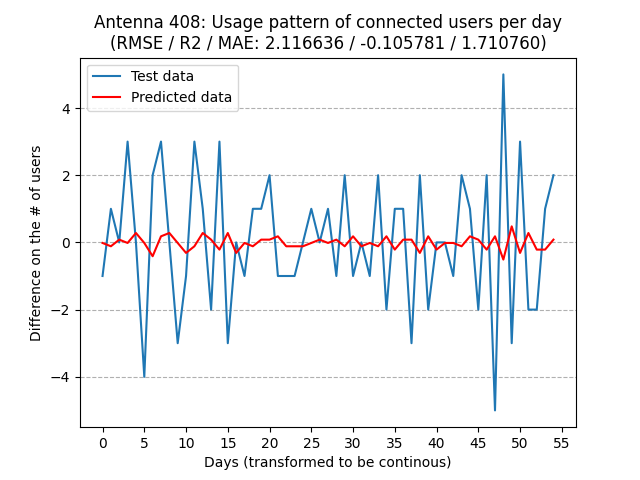 Antenna 408: Usage pattern of connected users per day
(RMSE / R2 / MAE: 2.116636 / -0.105781 / 1.710760)
Test data
Predicted data
Difference on the # of users
4
2
0
−2
−4
0 5 10 15 20 25 30 35 40 45 50 55
Days (transformed to be continous)